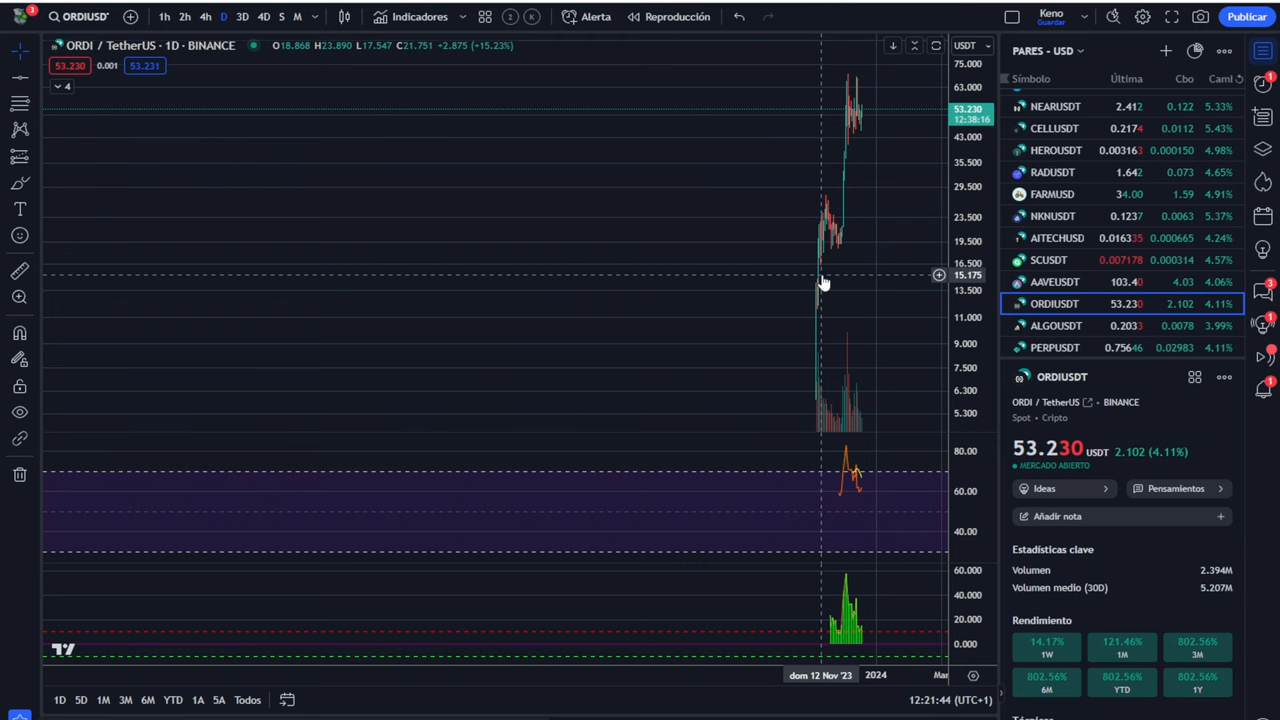 3
ORDIUSDT
1h 2h 4h D 3D 4D S M
Indicadores
2 K
Alerta
Reproducción
Keno
Guardar
Publicar
ORDI / TetherUS · 1D · BINANCE
O18.868 H23.890 L17.547 C21.751 +2.875 (+15.23%)
53.230 0.001 53.231
4
USDT
75.000
63.000
53.230
12:38:16
43.000
35.500
29.500
23.500
19.500
16.500
15.175
13.500
11.000
9.000
7.500
6.300
5.300
80.00
60.00
40.00
60.000
40.000
20.000
0.000
dom 12 Nov '23 2024 Mar
1D 5D 1M 3M 6M YTD 1A 5A Todos
12:21:44 (UTC+1)
PARES - USD
Símbolo Última Cbo Caml
NEARUSDT 2.412 0.122 5.33%
CELLUSDT 0.2174 0.0112 5.43%
HEROUSDT 0.003163 0.000150 4.98%
RADUSDT 1.642 0.073 4.65%
FARMUSD 34.00 1.59 4.91%
NKNUSDT 0.1237 0.0063 5.37%
AITECHUSD 0.016335 0.000665 4.24%
SCUSDT 0.007178 0.000314 4.57%
AAVEUSDT 103.40 4.03 4.06%
ORDIUSDT 53.230 2.102 4.11%
ALGOUSDT 0.2033 0.0078 3.99%
PERPUSDT 0.75646 0.02983 4.11%
ORDIUSDT
ORDI / TetherUS · BINANCE
Spot · Cripto
53.230 USDT 2.102 (4.11%)
MERCADO ABIERTO
Ideas
Pensamientos
Añadir nota
Estadísticas clave
Volumen 2.394M
Volumen medio (30D) 5.207M
Rendimiento
14.17% 121.46% 802.56%
1W 1M 3M
802.56% 802.56% 802.56%
6M YTD 1Y
1
3
1
1